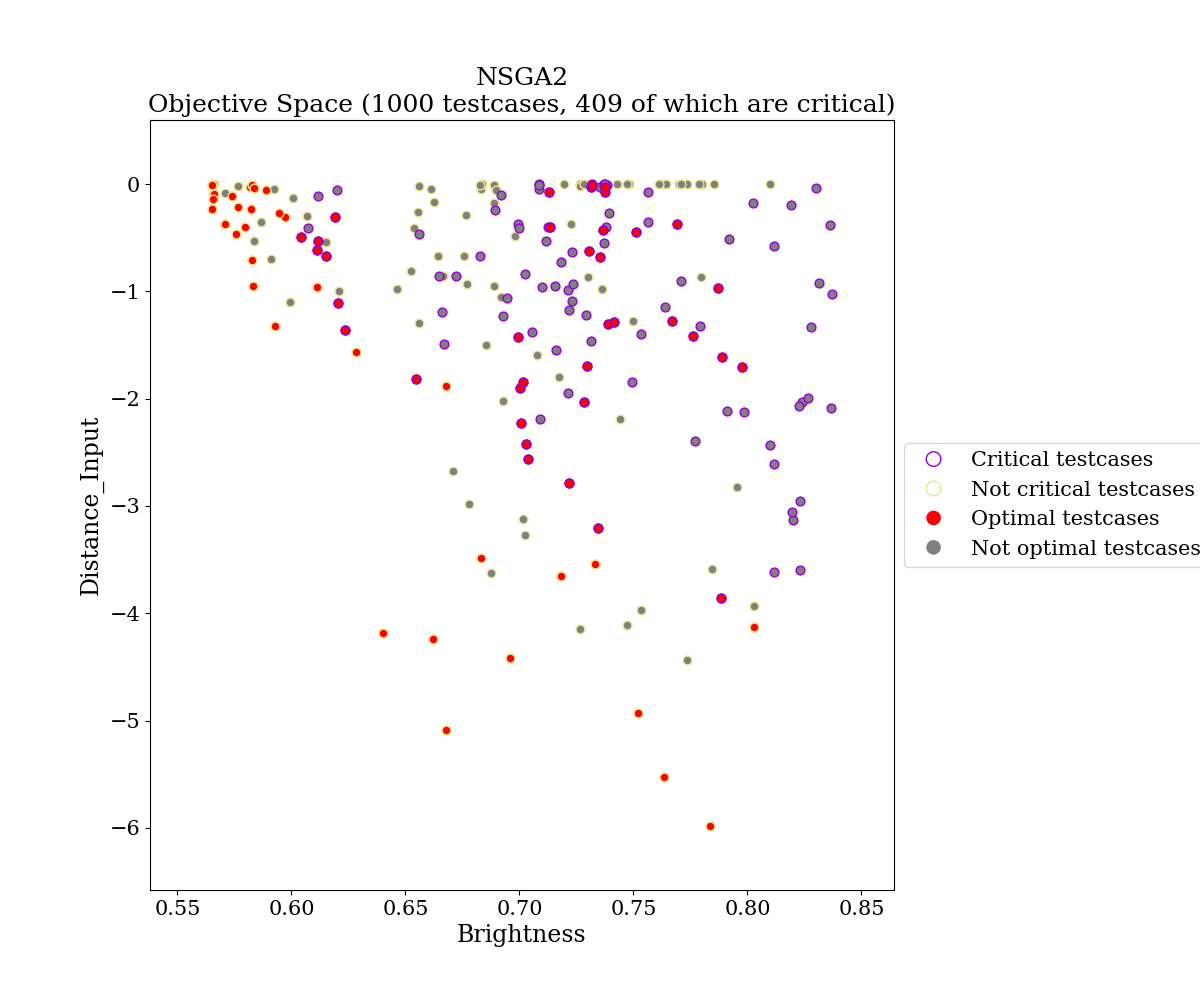 NSGA2
Objective Space (1000 testcases, 409 of which are critical)
0
−1
−2
−3
−4
−5
−6
Distance_Input
0.55 0.60 0.65 0.70 0.75 0.80 0.85
Brightness
Critical testcases
Not critical testcases
Optimal testcases
Not optimal testcases